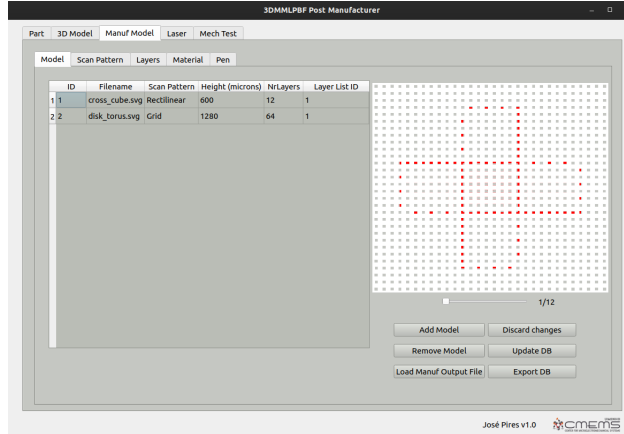 3DMMLPBF Post Manufacturer
Part 3D Model Manuf Model Laser Mech Test
Model Scan Pattern Layers Material Pen
ID Filename Scan Pattern Height (microns) NrLayers Layer List ID
1 1 cross_cube.svg Rectilinear 600 12 1
2 2 disk_torus.svg Grid 1280 64 1
1/12
Add Model Discard changes
Remove Model Update DB
Load Manuf Output File Export DB
José Pires v1.0 CMEMS